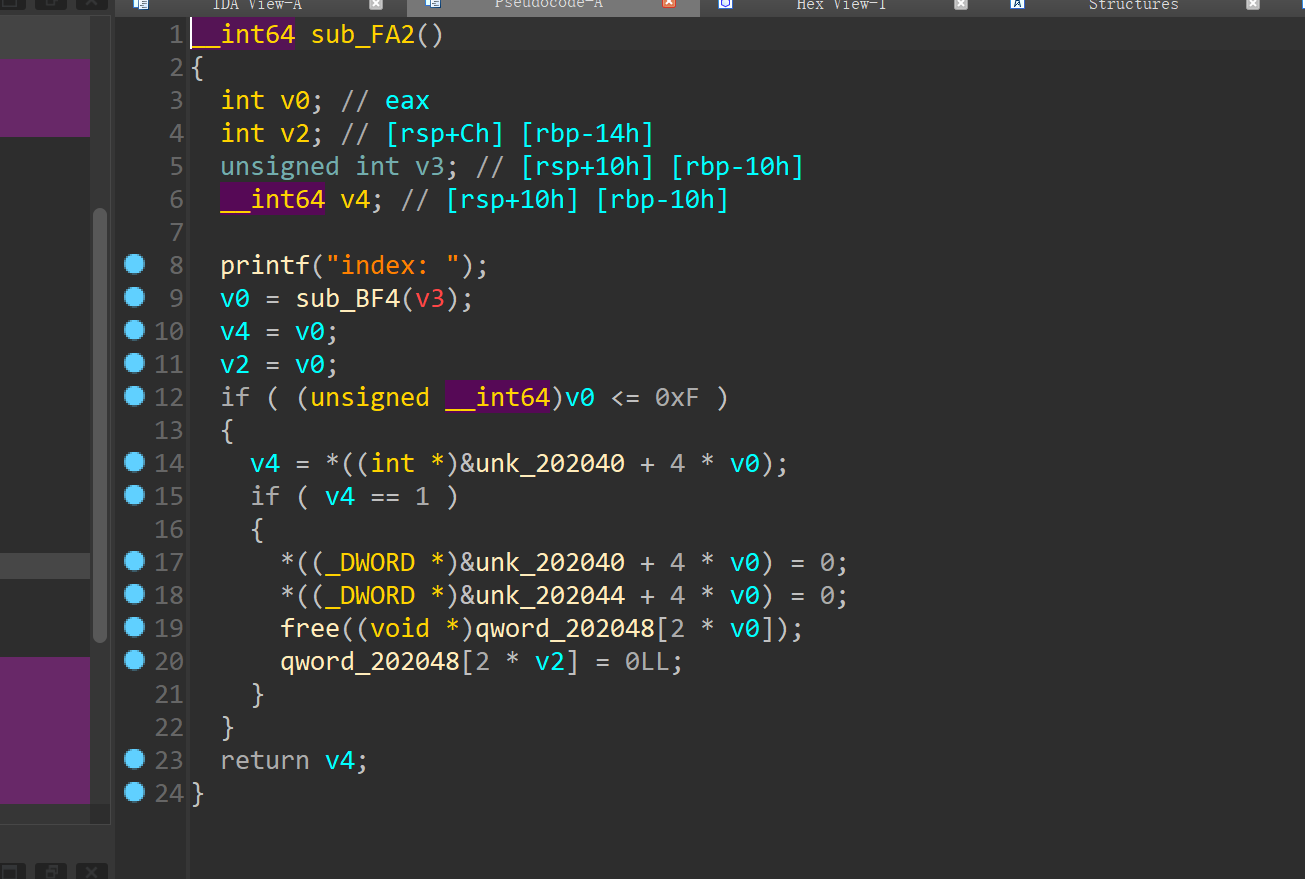 IDA View-A Pseudocode-A Hex View-1 Structures
1 __int64 sub_FA2()
2 {
3 int v0; // eax
4 int v2; // [rsp+Ch] [rbp-14h]
5 unsigned int v3; // [rsp+10h] [rbp-10h]
6 __int64 v4; // [rsp+10h] [rbp-10h]
7
8 printf("index: ");
9 v0 = sub_BF4(v3);
10 v4 = v0;
11 v2 = v0;
12 if ( (unsigned __int64)v0 <= 0xF )
13 {
14 v4 = *((int *)&unk_202040 + 4 * v0);
15 if ( v4 == 1 )
16 {
17 *((_DWORD *)&unk_202040 + 4 * v0) = 0;
18 *((_DWORD *)&unk_202044 + 4 * v0) = 0;
19 free((void *)qword_202048[2 * v0]);
20 qword_202048[2 * v2] = 0LL;
21 }
22 }
23 return v4;
24 }